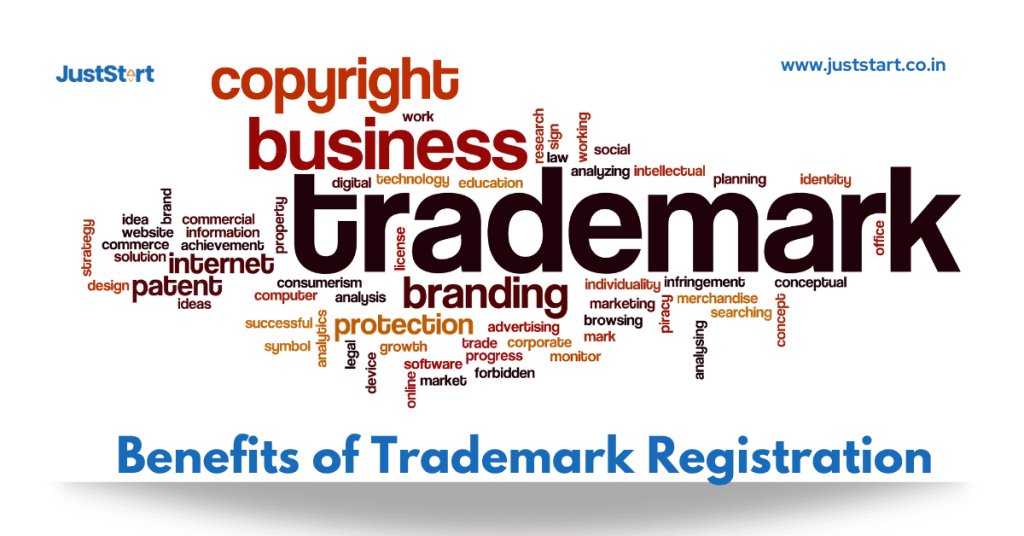 JustStart
www.juststart.co.in
copyright
work
business
research
sign
working
law
social
digital
technology
education
analyzing
intellectual
planning
identity
trademark
strategy
idea
brand
website
commerce
solution
commercial
information
achievement
property
internet
license
office
design
patent
ideas
consumerism
computer
analysis
branding
individuality
infringement
conceptual
marketing
merchandise
browsing
piracy
searching
concept
mark
analysing
successful
symbol
analytics
protection
advertising
legal
growth
trade
corporate
device
software
progress
monitor
online
market
forbidden
Benefits of Trademark Registration